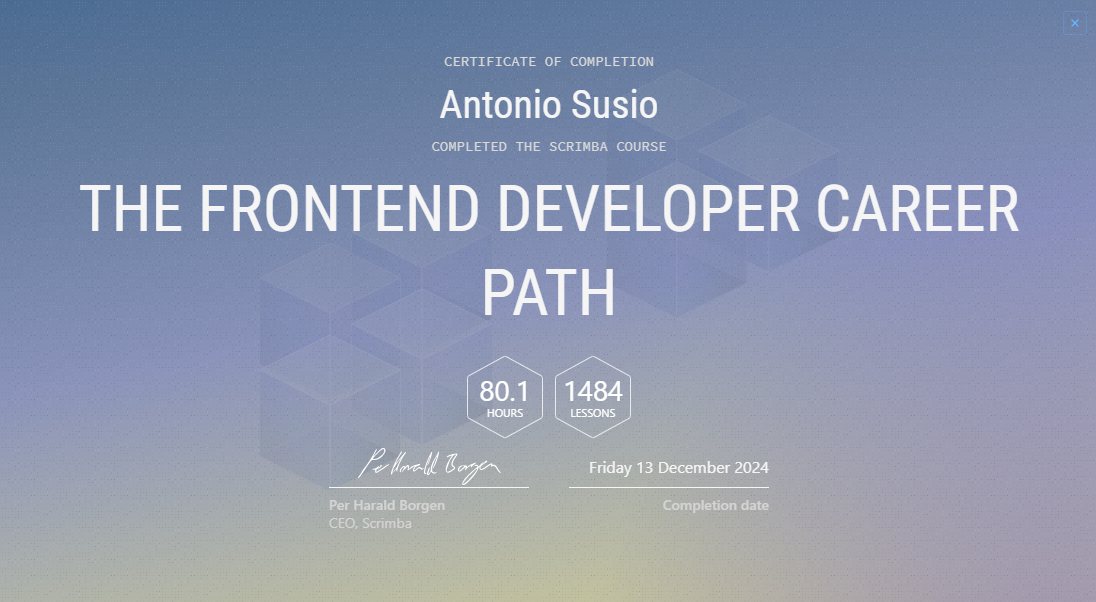 CERTIFICATE OF COMPLETION
Antonio Susio
COMPLETED THE SCRIMBA COURSE
THE FRONTEND DEVELOPER CAREER
PATH
80.1 1484
HOURS LESSONS
Per Harald Borgen Friday 13 December 2024
Per Harald Borgen Completion date
CEO, Scrimba